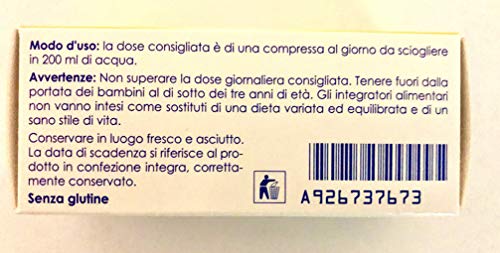 Modo d'uso: la dose consigliata è di una compressa al giorno da sciogliere
in 200 ml di acqua.
Avvertenze: Non superare la dose giornaliera consigliata. Tenere fuori dalla
portata dei bambini al di sotto dei tre anni di età. Gli integratori alimentari
non vanno intesi come sostituti di una dieta variata ed equilibrata e di un
sano stile di vita.
Conservare in luogo fresco e asciutto.
La data di scadenza si riferisce al pro-
dotto in confezione integra, corretta-
mente conservato.
Senza glutine
A926737673